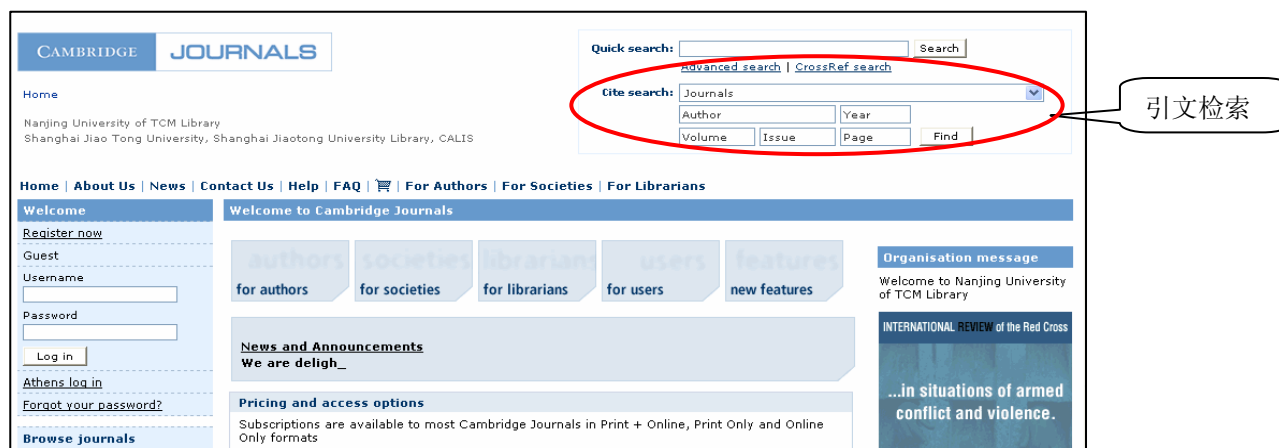 CAMBRIDGE JOURNALS
Quick search: Search
Advanced search | CrossRef search
Home
Cite search: Journals
Author Year
Volume Issue Page Find
引文检索
Nanjing University of TCM Library
Shanghai Jiao Tong University, Shanghai Jiaotong University Library, CALIS
Home | About Us | News | Contact Us | Help | FAQ | | For Authors | For Societies | For Librarians
Welcome
Register now
Guest
Username
Password
Log in
Athens log in
Forgot your password?
Browse journals
Welcome to Cambridge Journals
authors societies librarians users features
for authors for societies for librarians for users new features
News and Announcements
We are deligh_
Pricing and access options
Subscriptions are available to most Cambridge Journals in Print + Online, Print Only and Online
Only formats
Organisation message
Welcome to Nanjing University
of TCM Library
INTERNATIONAL REVIEW of the Red Cross
...in situations of armed
conflict and violence.